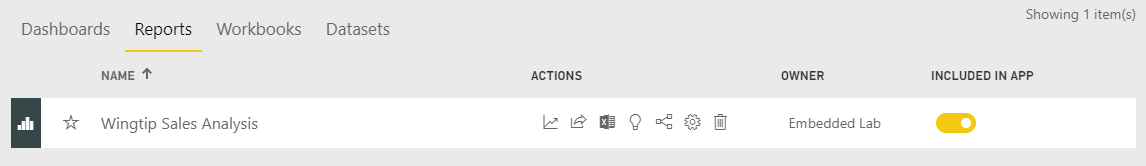 Showing 1 item(s)
Dashboards Reports Workbooks Datasets
NAME ACTIONS OWNER INCLUDED IN APP
Wingtip Sales Analysis Embedded Lab